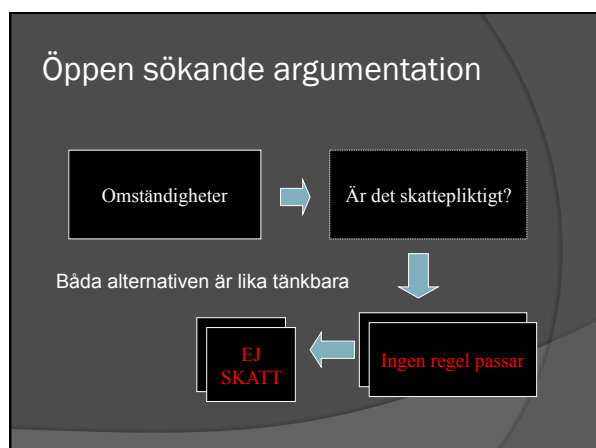 Öppen sökande argumentation
Omständigheter
Är det skattepliktigt?
Båda alternativen är lika tänkbara
EJ
SKATT
Ingen regel passar